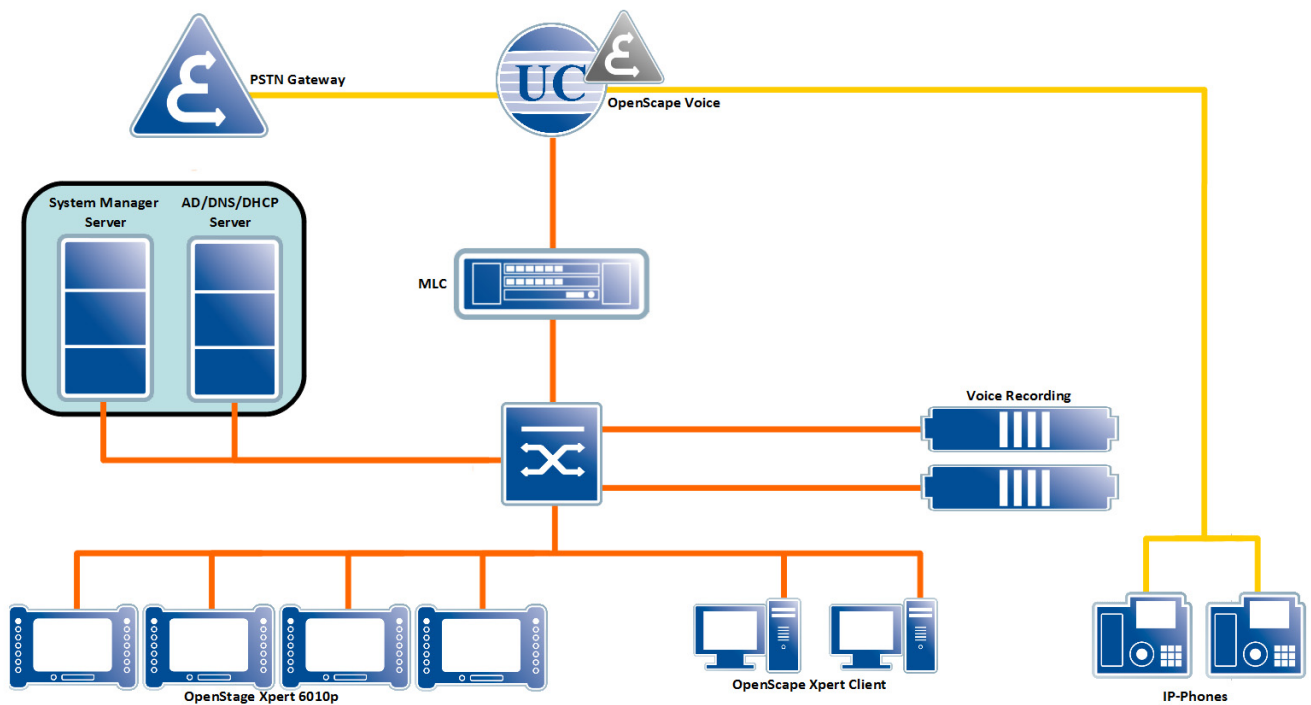 PSTN Gateway
UC
OpenScape Voice
System Manager
Server
AD/DNS/DHCP
Server
MLC
Voice Recording
OpenStage Xpert 6010p
OpenScape Xpert Client
IP-Phones